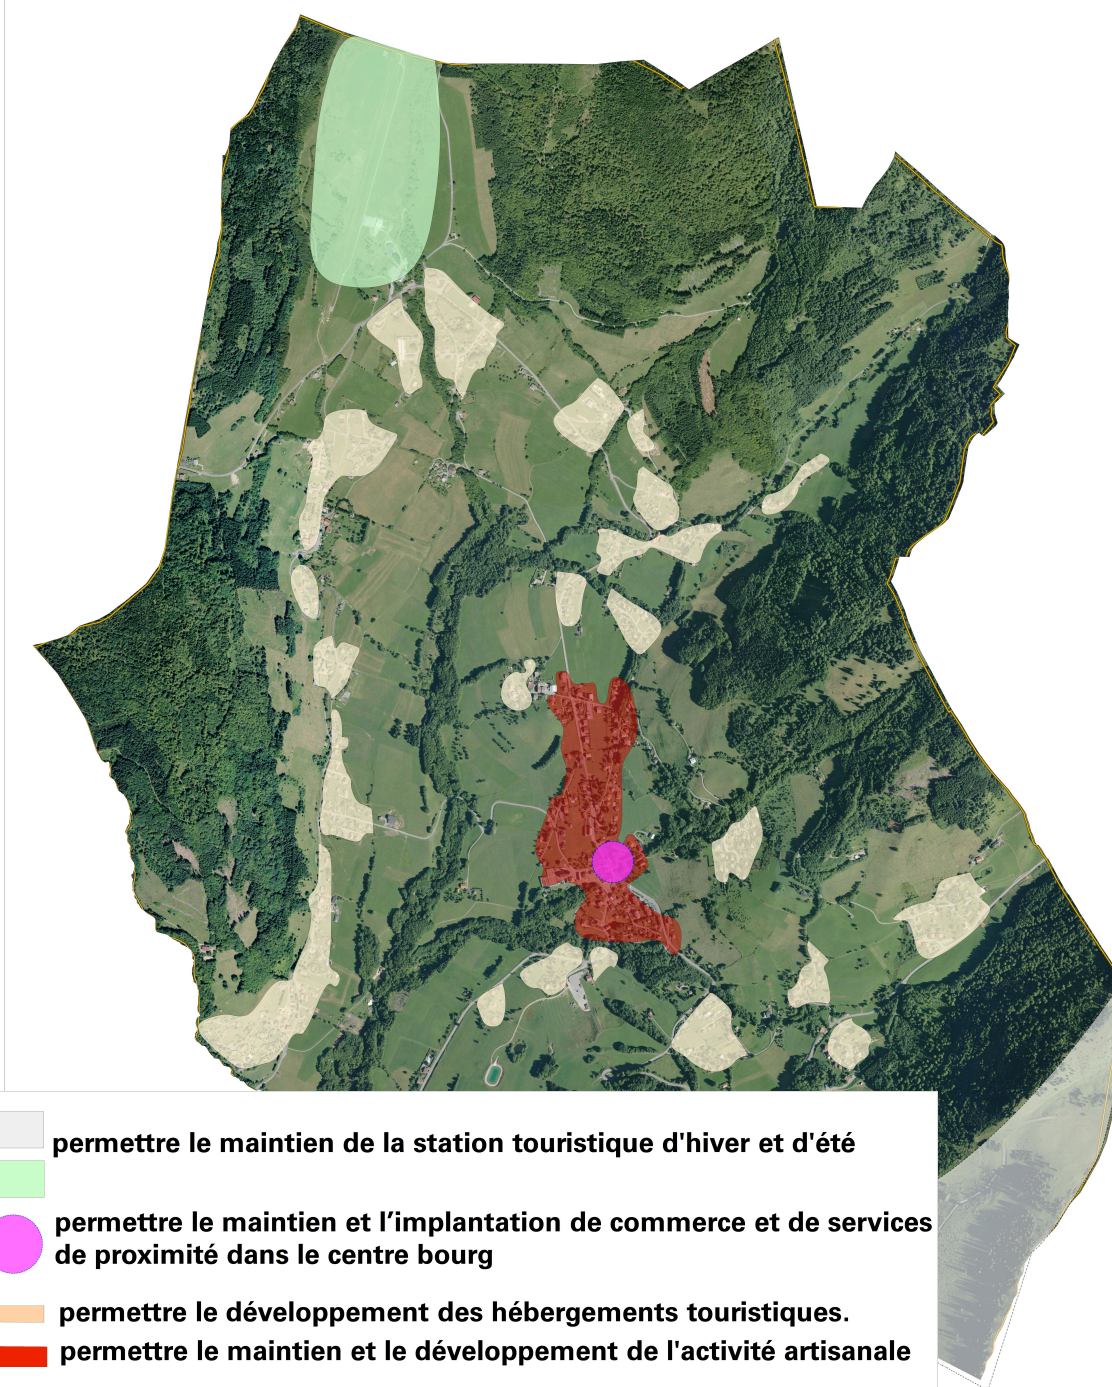 permettre le maintien de la station touristique d'hiver et d'été
permettre le maintien et l’implantation de commerce et de services
de proximité dans le centre bourg
permettre le développement des hébergements touristiques.
permettre le maintien et le développement de l'activité artisanale